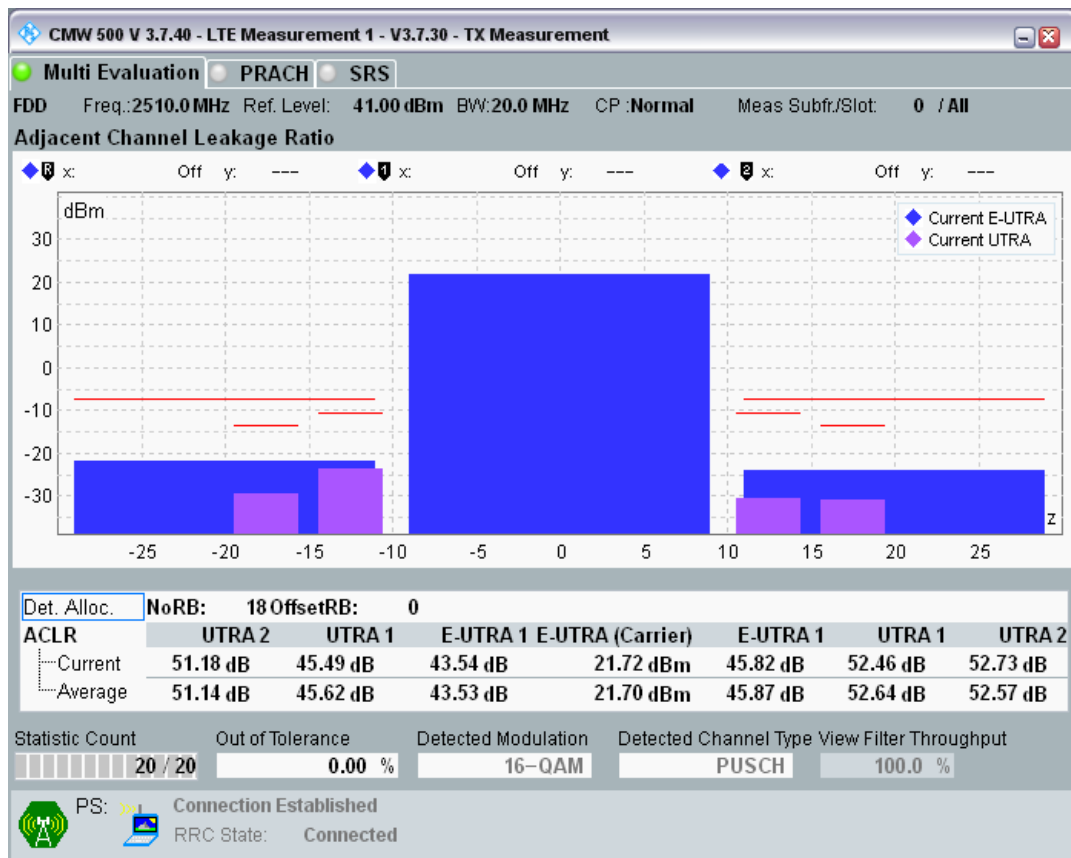 CMW 500 V 3.7.40 - LTE Measurement 1 - V3.7.30 - TX Measurement
Multi Evaluation PRACH SRS
FDD Freq.:2510.0 MHz Ref. Level: 41.00 dBm BW:20.0 MHz CP :Normal Meas Subfr./Slot: 0 / All
Adjacent Channel Leakage Ratio
R x: Off y: --- 1 x: Off y: --- 2 x: Off y: ---
dBm
Current E-UTRA
Current UTRA
30
20
10
0
-10
-20
-30
z
-25 -20 -15 -10 -5 0 5 10 15 20 25
Det. Alloc. NoRB: 18 OffsetRB: 0
ACLR UTRA 2 UTRA 1 E-UTRA 1 E-UTRA (Carrier) E-UTRA 1 UTRA 1 UTRA 2
Current 51.18 dB 45.49 dB 43.54 dB 21.72 dBm 45.82 dB 52.46 dB 52.73 dB
Average 51.14 dB 45.62 dB 43.53 dB 21.70 dBm 45.87 dB 52.64 dB 52.57 dB
Statistic Count Out of Tolerance Detected Modulation Detected Channel Type View Filter Throughput
20 / 20 0.00 % 16-QAM PUSCH 100.0 %
PS: Connection Established
RRC State: Connected